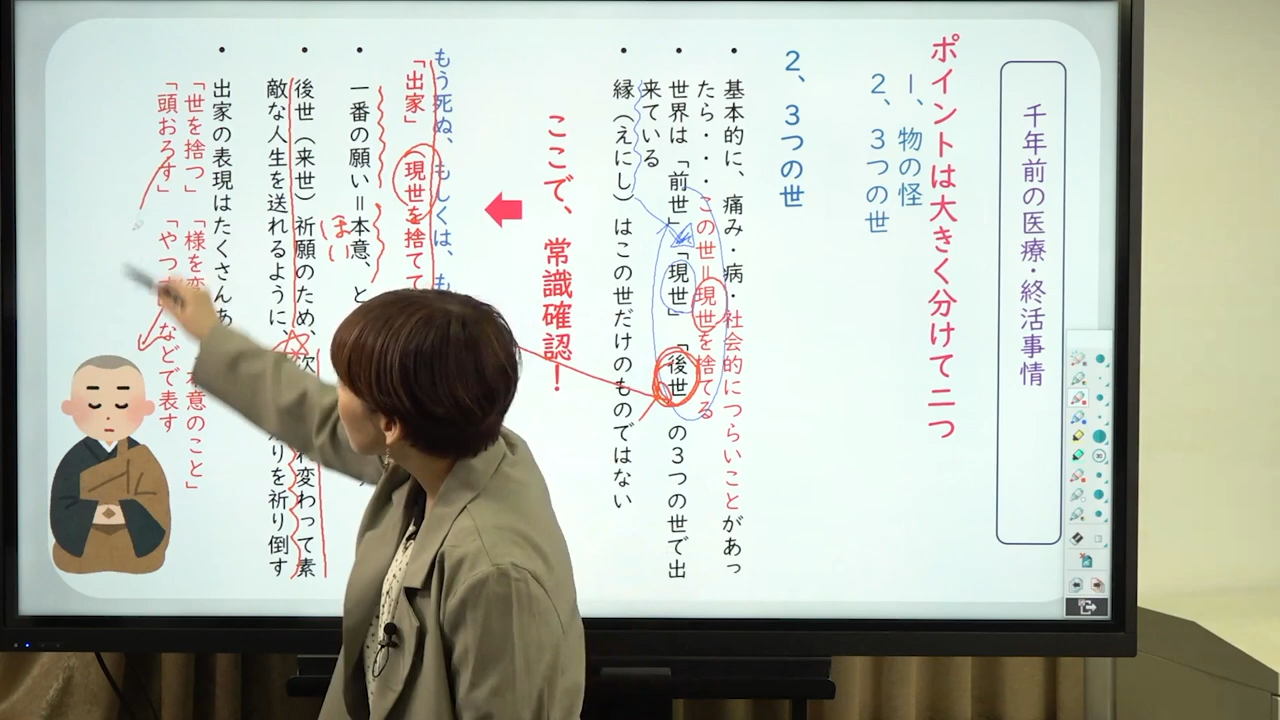 千年前の医療・終活事情
ポイントは大きく分けて二つ
1、物の怪
2、3つの世
2、3つの世
・基本的に、痛み・病・社会的につらいことがあっ
たら・・・この世=現世を捨てる
・世界は「前世」「現世」「後世」の3つの世で出
来ている
・縁(えにし)はこの世だけのものではない
ここで、常識確認!
もう死ぬ、もしくは、も
「出家」(現世を捨てて
・一番の願い=本意、と
ほい
・後世(来世)祈願のため、次
変わって素
敵な人生を送れるように、
りを祈り倒す
・出家の表現はたくさんあ
「世を捨つ」「様を変
意のこと」
「頭おろす」「やつす」などで表す